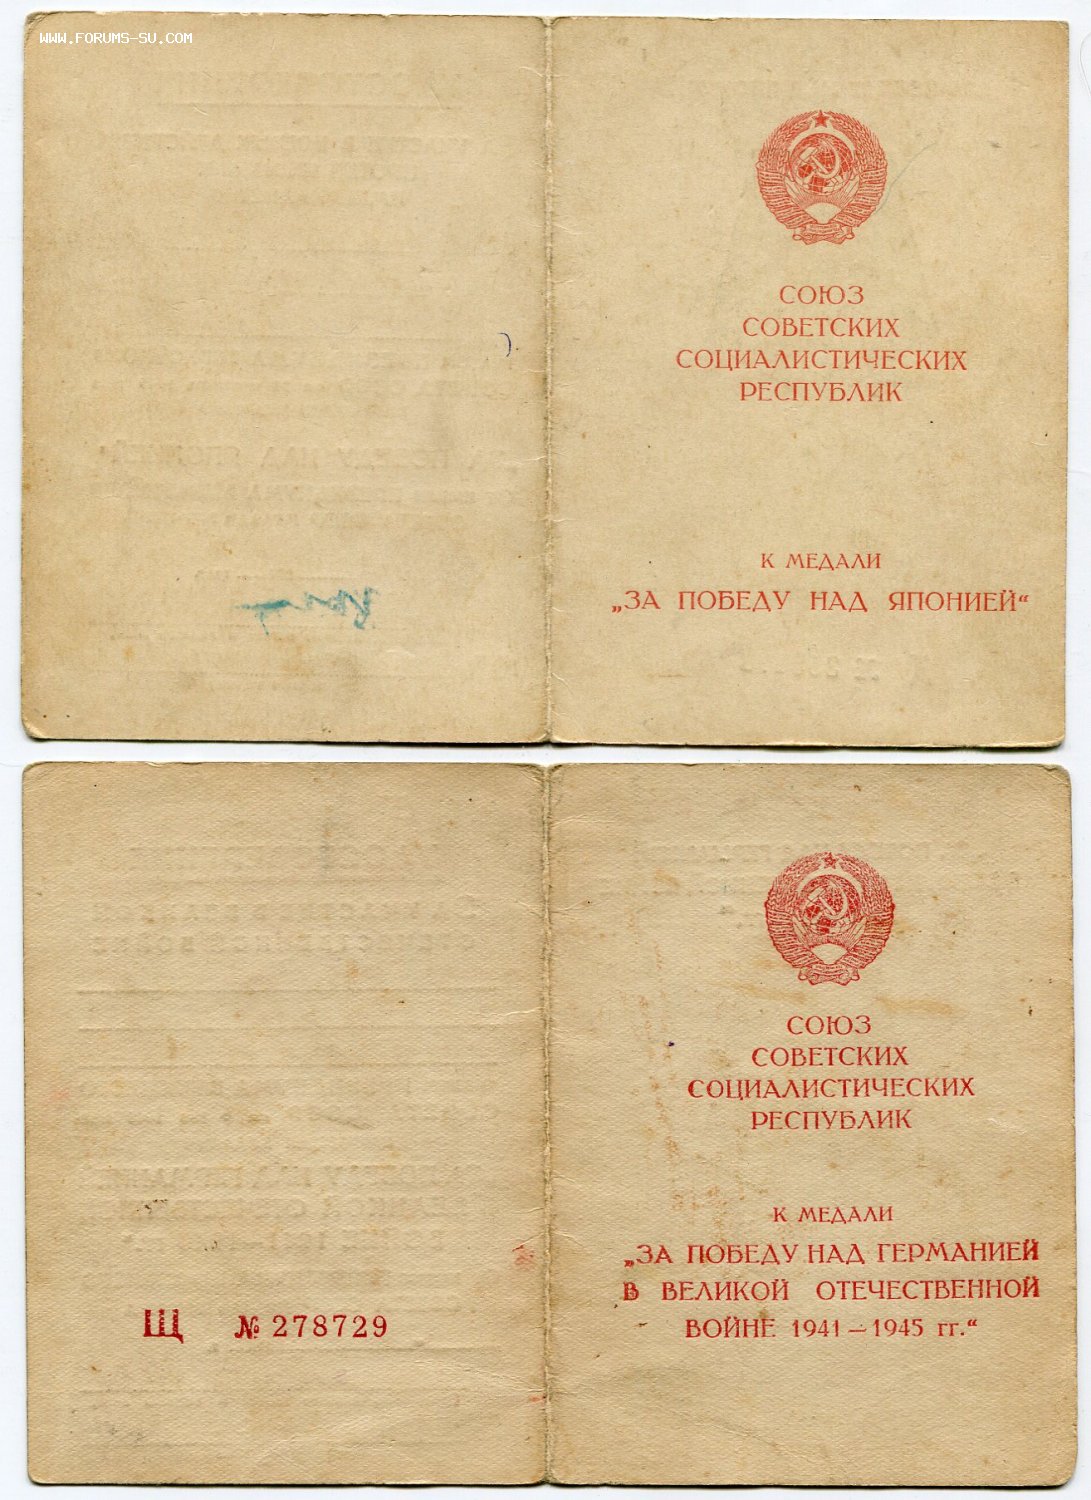 WWW.FORUMS-SU.COM
СОЮЗ
СОВЕТСКИХ
СОЦИАЛИСТИЧЕСКИХ
РЕСПУБЛИК
К МЕДАЛИ
„ЗА ПОБЕДУ НАД ЯПОНИЕЙ“
СОЮЗ
СОВЕТСКИХ
СОЦИАЛИСТИЧЕСКИХ
РЕСПУБЛИК
К МЕДАЛИ
„ЗА ПОБЕДУ НАД ГЕРМАНИЕЙ
В ВЕЛИКОЙ ОТЕЧЕСТВЕННОЙ
ВОЙНЕ 1941 — 1945 гг.“
Щ № 278729